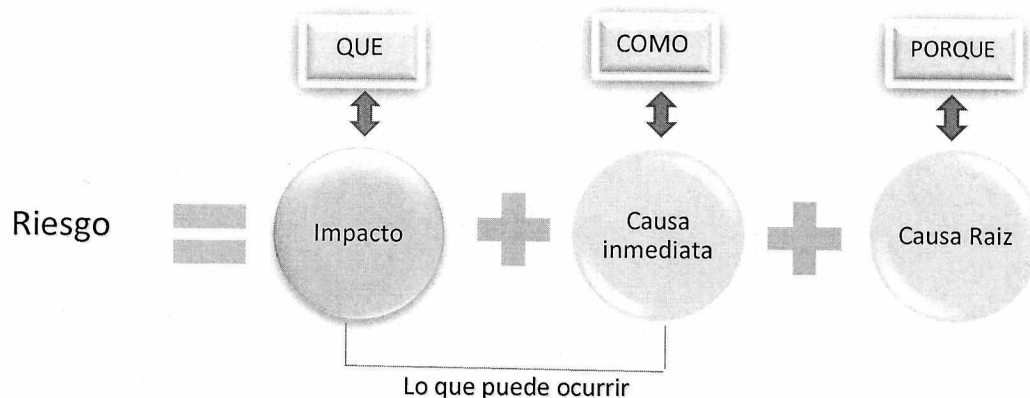 QUE
COMO
PORQUE
Riesgo
Impacto
Causa
inmediata
Causa Raiz
Lo que puede ocurrir